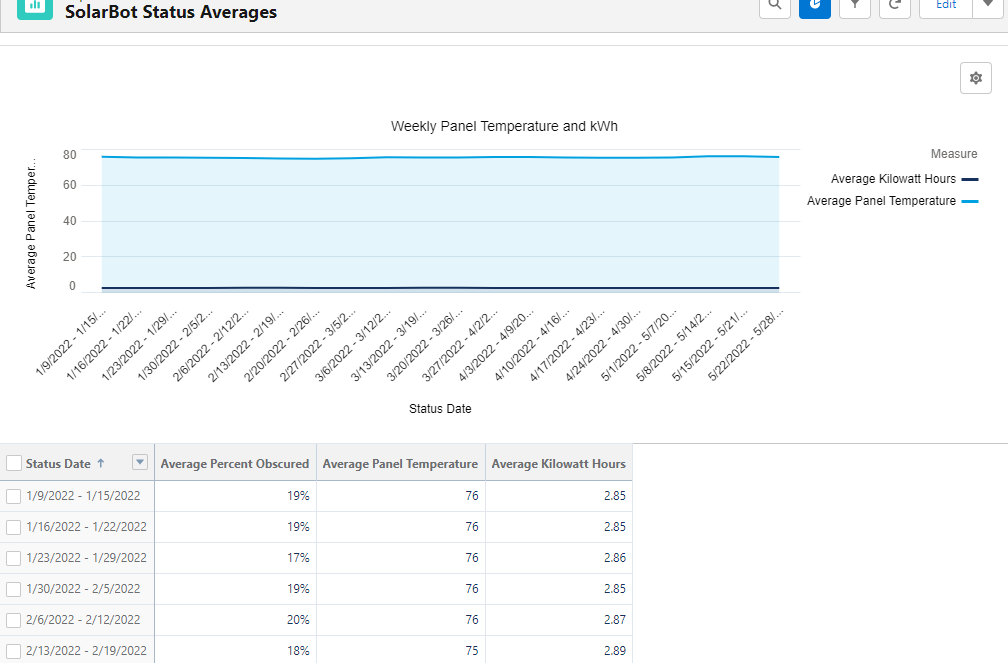 SolarBot Status Averages
Edit
Weekly Panel Temperature and kWh
Measure
Average Kilowatt Hours
Average Panel Temperature
Average Panel Temper...
80
60
40
20
0
1/9/2022 - 1/15/...
1/16/2022 - 1/22/...
1/23/2022 - 1/29/...
1/30/2022 - 2/5/2...
2/6/2022 - 2/12/2...
2/13/2022 - 2/19/...
2/20/2022 - 2/26/...
2/27/2022 - 3/5/2...
3/6/2022 - 3/12/2...
3/13/2022 - 3/19/...
3/20/2022 - 3/26/...
3/27/2022 - 4/2/2...
4/3/2022 - 4/9/20...
4/10/2022 - 4/16/...
4/17/2022 - 4/23/...
4/24/2022 - 4/30/...
5/1/2022 - 5/7/20...
5/8/2022 - 5/14/2...
5/15/2022 - 5/21/...
5/22/2022 - 5/28/...
Status Date
Status Date ↑ Average Percent Obscured Average Panel Temperature Average Kilowatt Hours
1/9/2022 - 1/15/2022 19% 76 2.85
1/16/2022 - 1/22/2022 19% 76 2.85
1/23/2022 - 1/29/2022 17% 76 2.86
1/30/2022 - 2/5/2022 19% 76 2.85
2/6/2022 - 2/12/2022 20% 76 2.87
2/13/2022 - 2/19/2022 18% 75 2.89